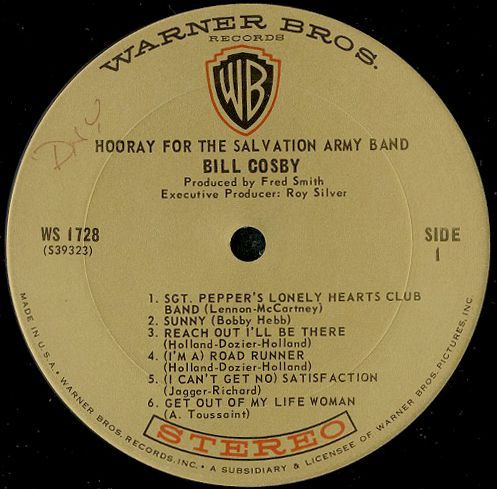 WARNER BROS.
RECORDS
WB
DNY
HOORAY FOR THE SALVATION ARMY BAND
BILL COSBY
Produced by Fred Smith
Executive Producer: Roy Silver
WS 1728
(S39323)
SIDE
1
1. SGT. PEPPER'S LONELY HEARTS CLUB
BAND (Lennon-McCartney)
2. SUNNY (Bobby Hebb)
3. REACH OUT I'LL BE THERE
(Holland-Dozier-Holland)
4. (I'M A) ROAD RUNNER
(Holland-Dozier-Holland)
5. (I CAN'T GET NO) SATISFACTION
(Jagger-Richard)
6. GET OUT OF MY LIFE WOMAN
(A. Toussaint)
STEREO
MADE IN U.S.A. • WARNER BROS. RECORDS, INC. • A SUBSIDIARY & LICENSEE OF WARNER BROS. PICTURES, INC.